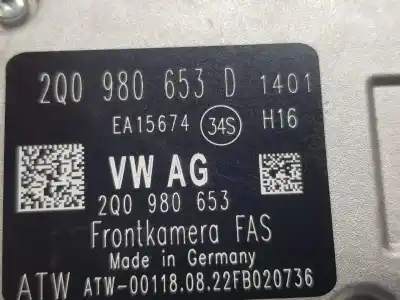 2Q0 980 653 D 1401
EA15674 34S H16
VW AG
2Q0 980 653
Frontkamera FAS
Made in Germany
ATW ATW-00118.08.22FB020736